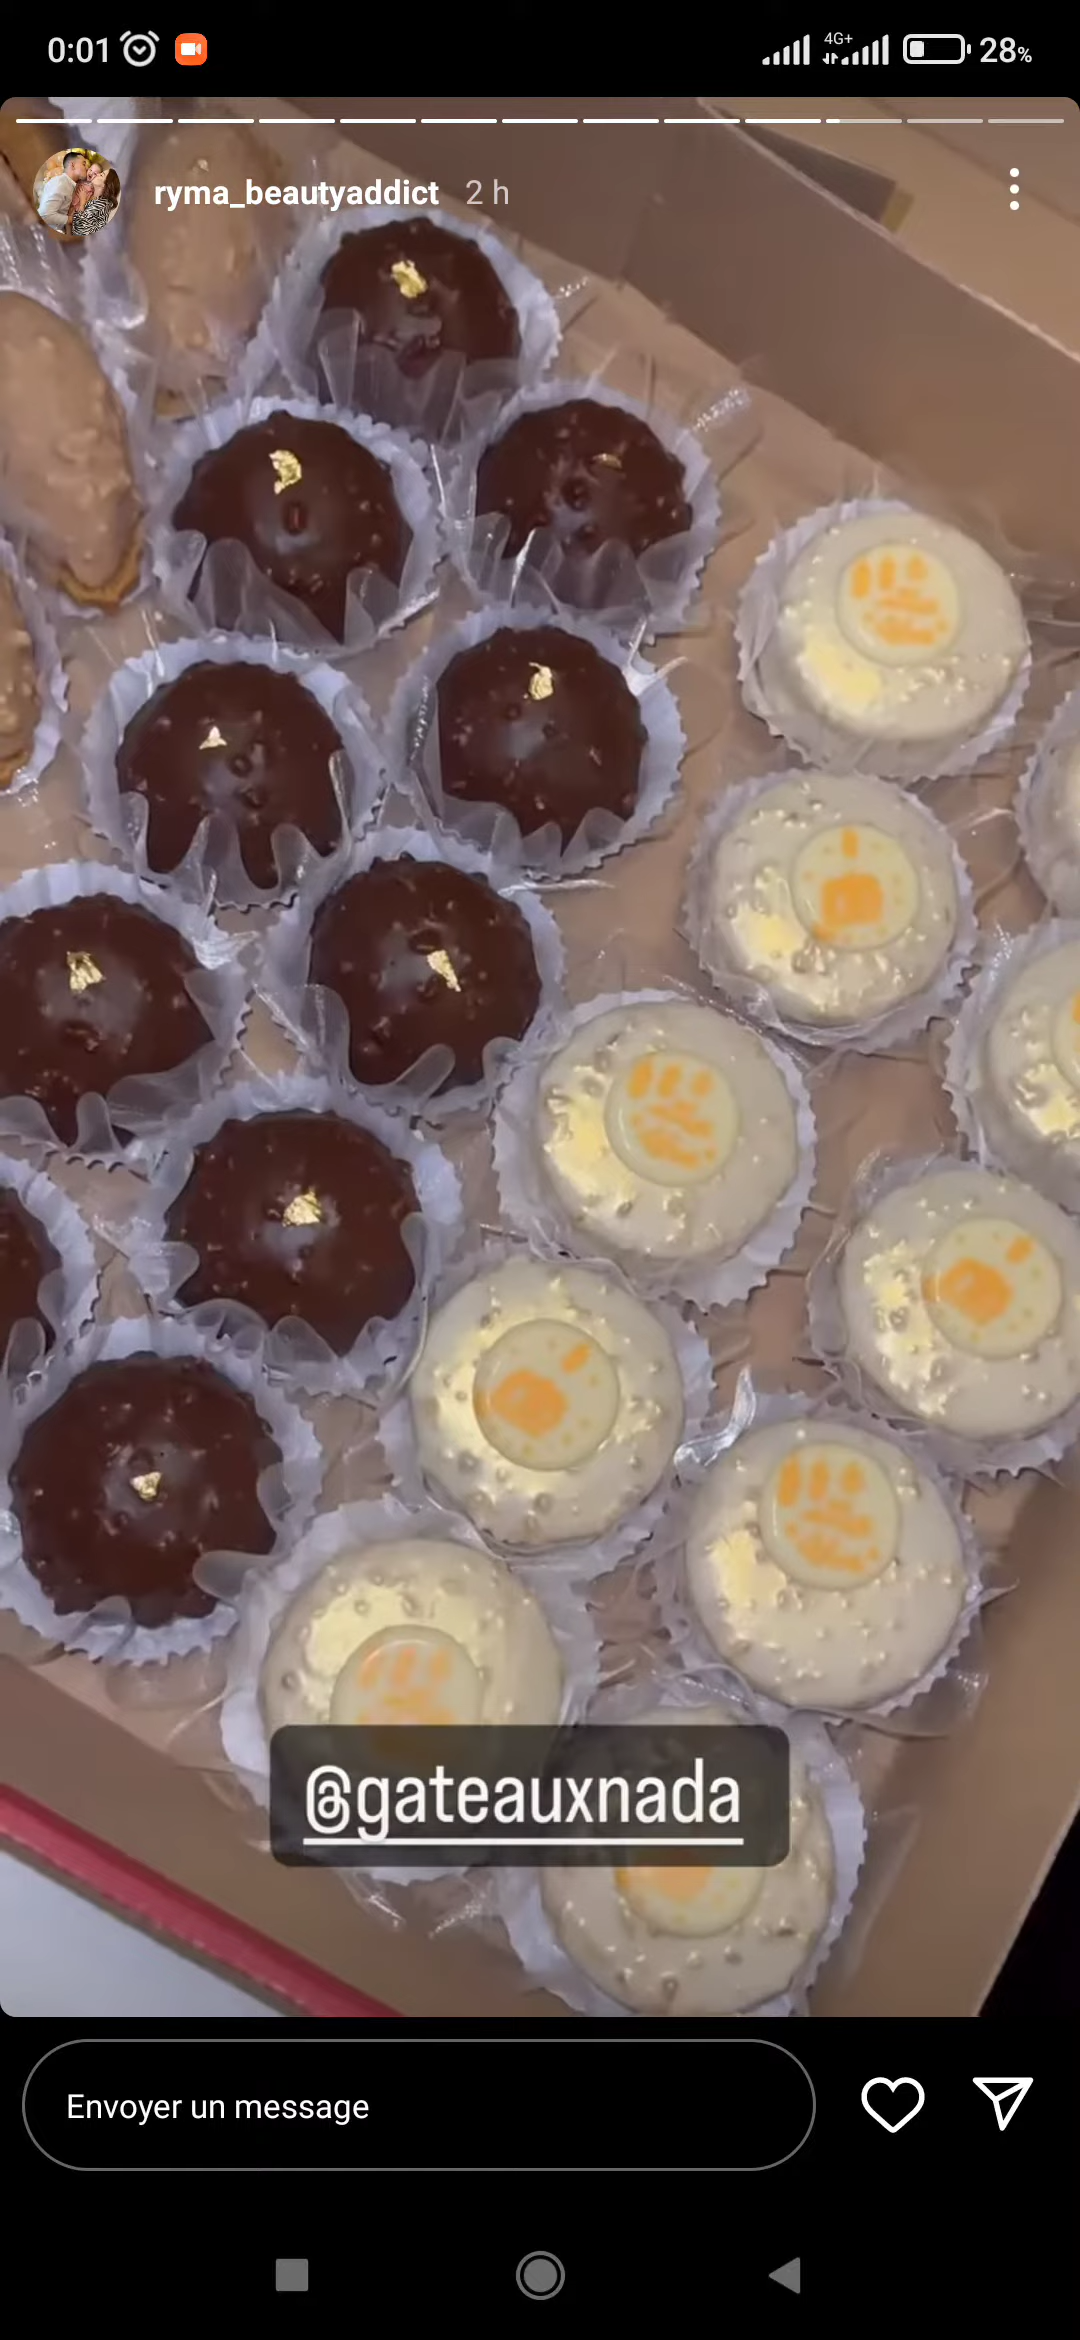 0:01
4G+
28%
ryma_beautyaddict 2 h
@gateauxnada
Envoyer un message